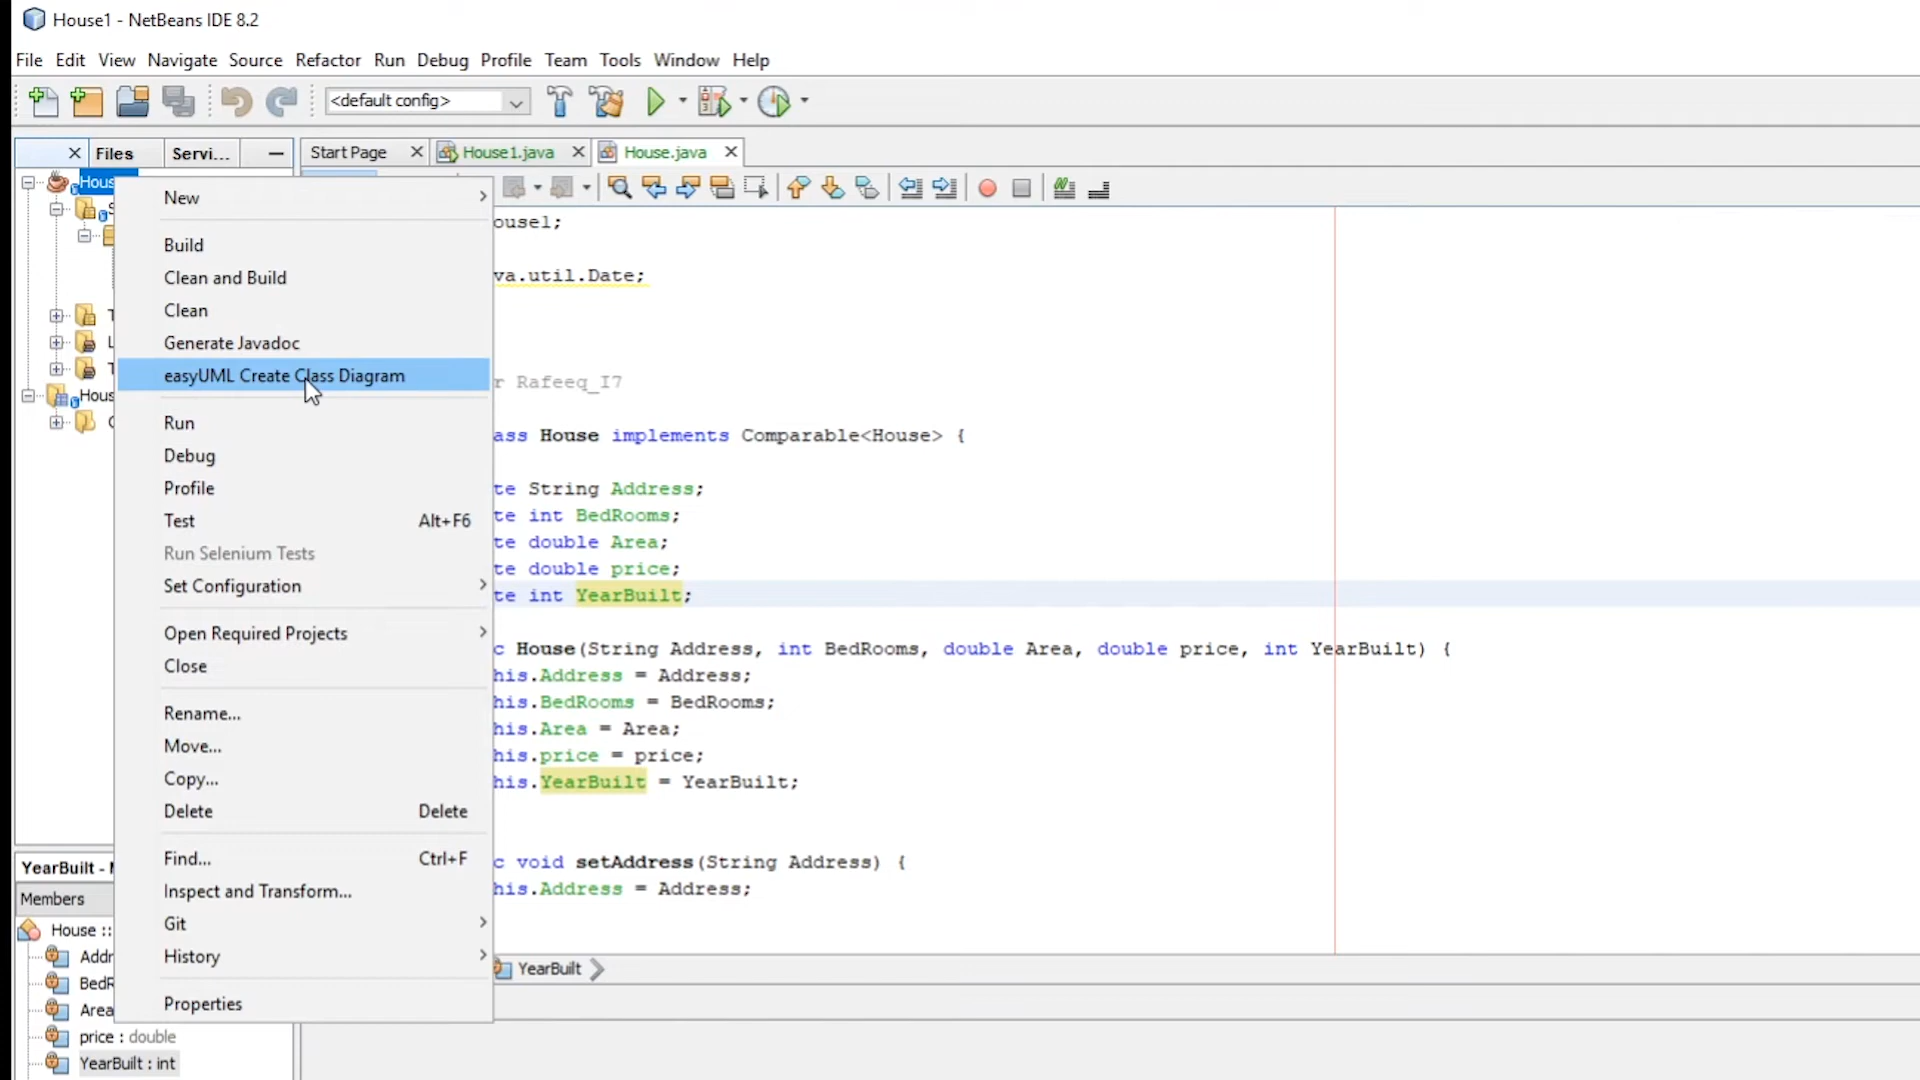 House1 - NetBeans IDE 8.2
File Edit View Navigate Source Refactor Run Debug Profile Team Tools Window Help
<default config>
Files Servi... Start Page House1.java House.java
Hous
New
Build
Clean and Build
Clean
Generate Javadoc
easyUML Create Class Diagram
Hous
Run
Debug
Profile
Test Alt+F6
Run Selenium Tests
Set Configuration
Open Required Projects
Close
Rename...
Move...
Copy...
Delete Delete
Find... Ctrl+F
Inspect and Transform...
Git
History
Properties
ouse1;
va.util.Date;
r Rafeeq_I7
ass House implements Comparable<House> {
te String Address;
te int BedRooms;
te double Area;
te double price;
te int YearBuilt;
c House(String Address, int BedRooms, double Area, double price, int YearBuilt) {
his.Address = Address;
his.BedRooms = BedRooms;
his.Area = Area;
his.price = price;
his.YearBuilt = YearBuilt;
c void setAddress(String Address) {
his.Address = Address;
YearBuilt
YearBuilt -
Members
House ::
Addr
BedR
Area
price : double
YearBuilt : int